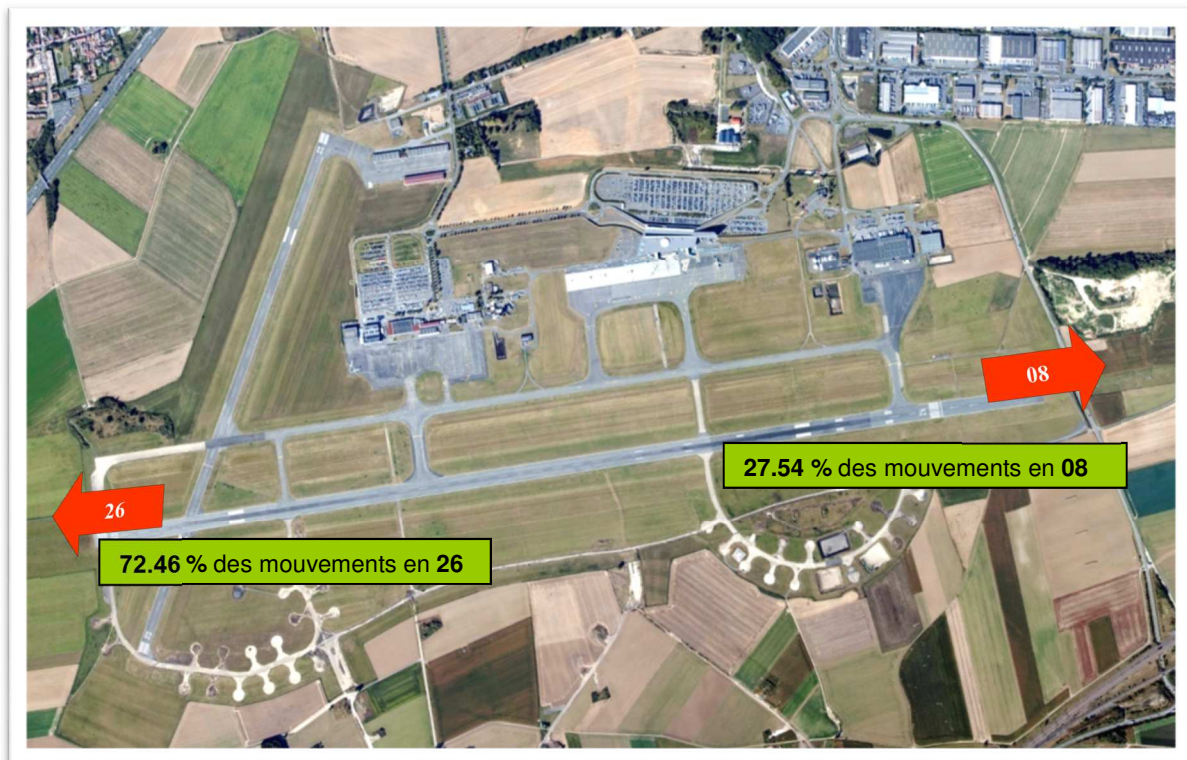 08
27.54 % des mouvements en 08
26
72.46 % des mouvements en 26